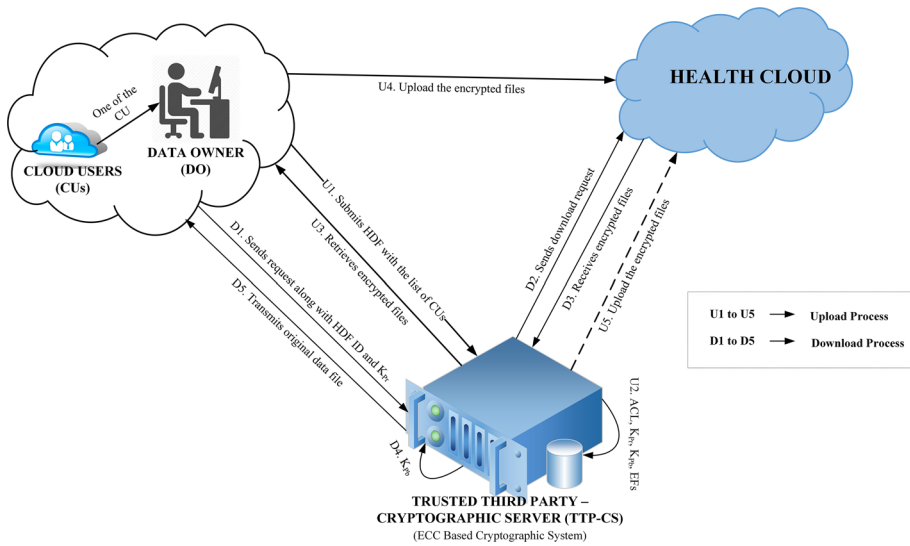 HEALTH CLOUD
U4. Upload the encrypted files
One of the
CU
DATA OWNER
(DO)
CLOUD USERS
(CUs)
U1. Submits HDF with the list of CUs
U3. Retrieves encrypted files
D1. Sends request along with HDF ID and KPr
D5. Transmits original data file
D2. Sends download request
D3. Receives encrypted files
U5. Upload the encrypted files
U1 to U5 Upload Process
D1 to D5 Download Process
U2. ACL, KPr, KPb, EFs
D4. KPb
TRUSTED THIRD PARTY –
CRYPTOGRAPHIC SERVER (TTP-CS)
(ECC Based Cryptographic System)